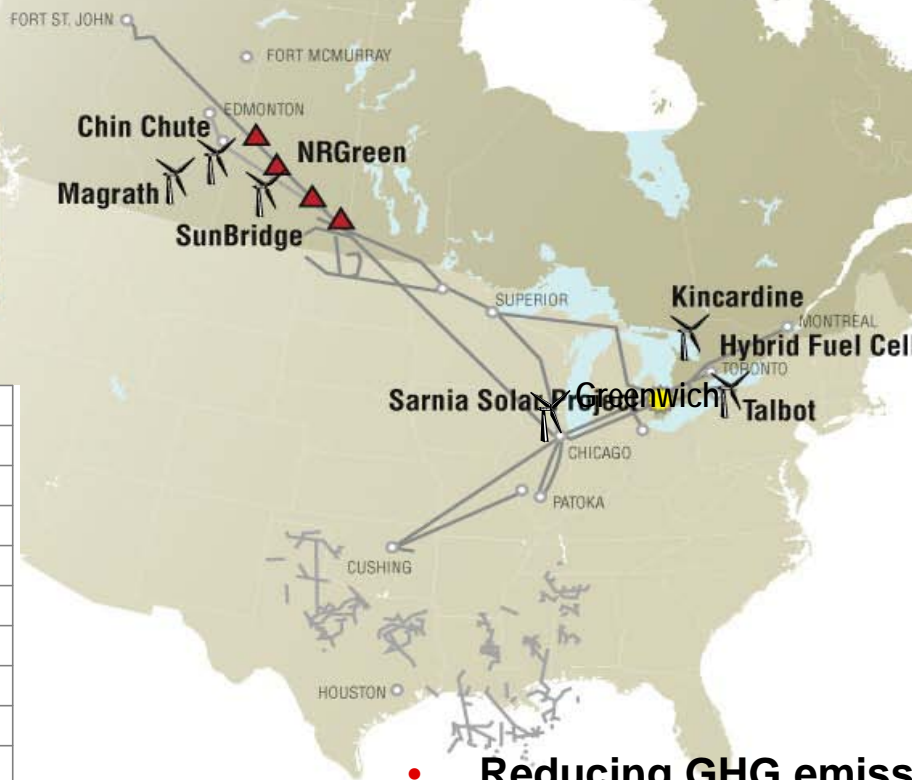 FORT ST. JOHN
FORT MCMURRAY
EDMONTON
Chin Chute
NRGreen
Magrath
SunBridge
SUPERIOR
Kincardine
MONTREAL
Hybrid Fuel Cell
TORONTO
Sarnia Solar Project
Greenwich
Talbot
CHICAGO
PATOKA
CUSHING
HOUSTON
• Reducing GHG emiss